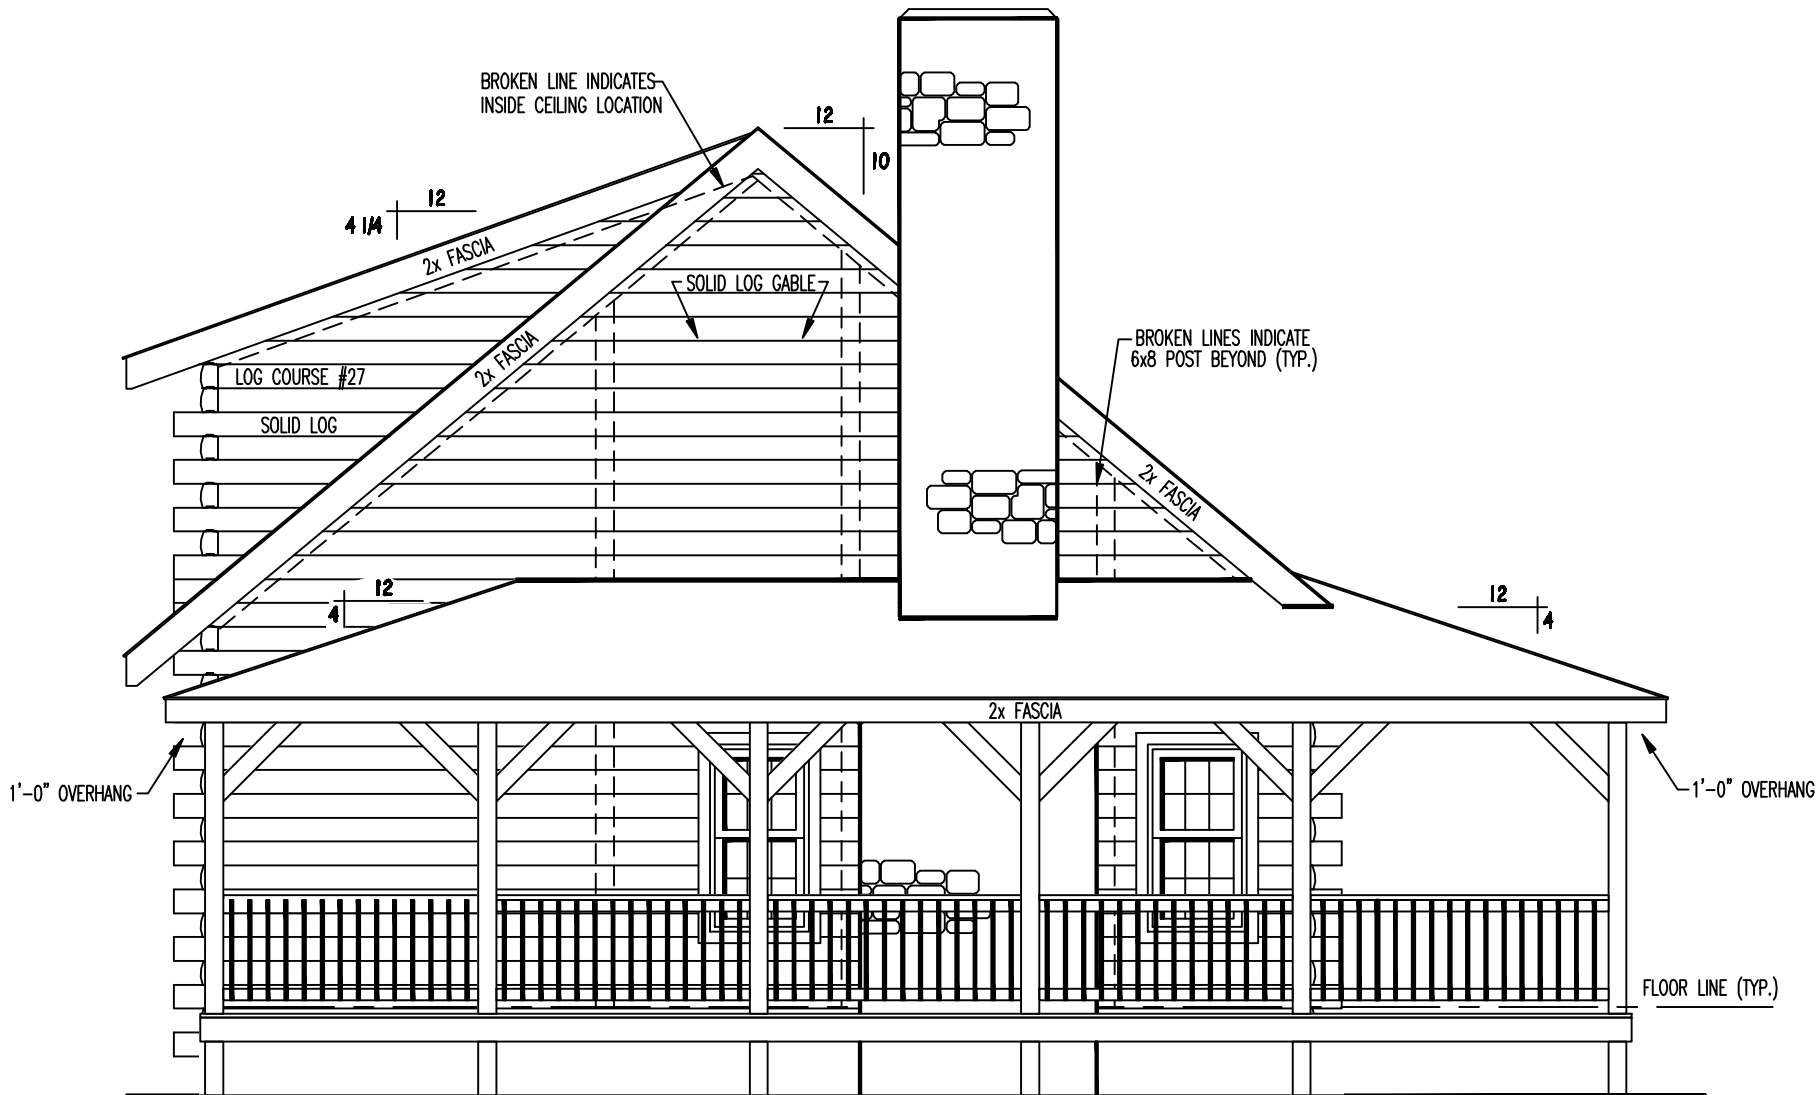 BROKEN LINE INDICATES
INSIDE CEILING LOCATION
12
10
12
4 1/4
2x FASCIA
SOLID LOG GABLE
BROKEN LINES INDICATE
6x8 POST BEYOND (TYP.)
2x FASCIA
LOG COURSE #27
SOLID LOG
2x FASCIA
12
4
12
4
2x FASCIA
1'-0" OVERHANG
1'-0" OVERHANG
FLOOR LINE (TYP.)